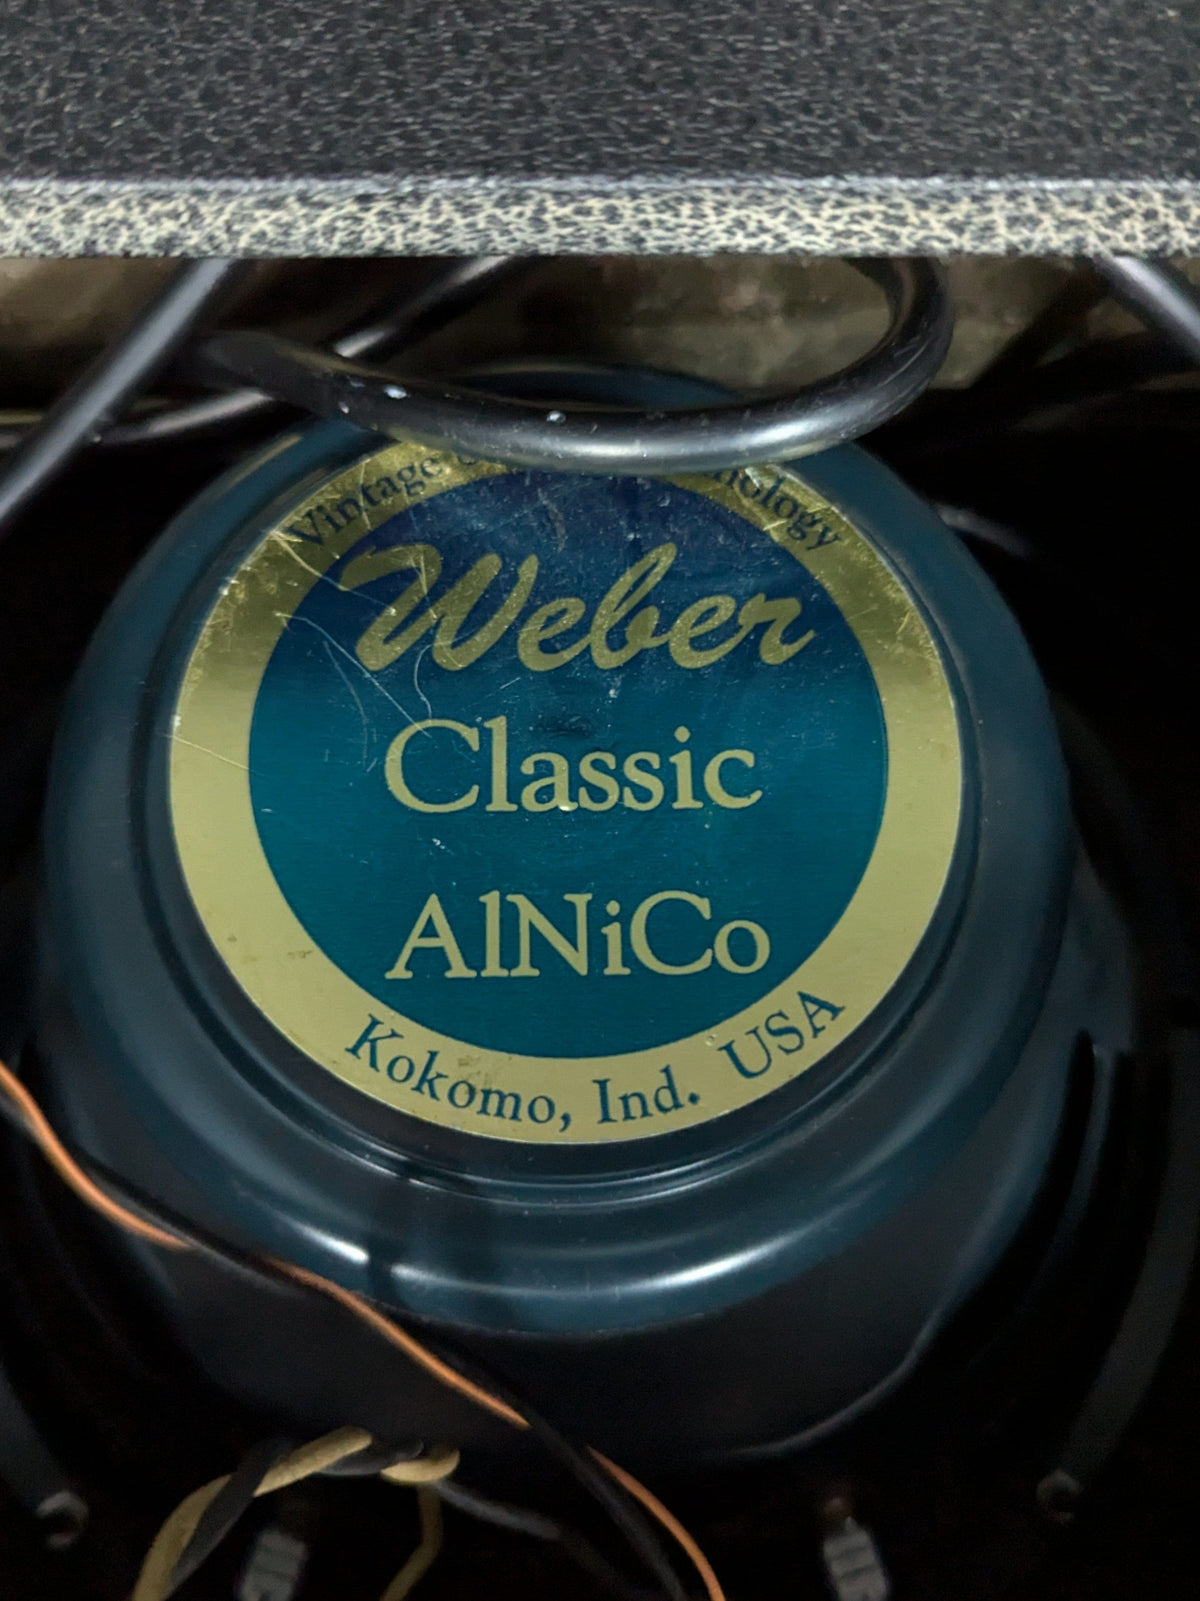 Vintage
Weber
Classic
AlNiCo
Kokomo, Ind. USA